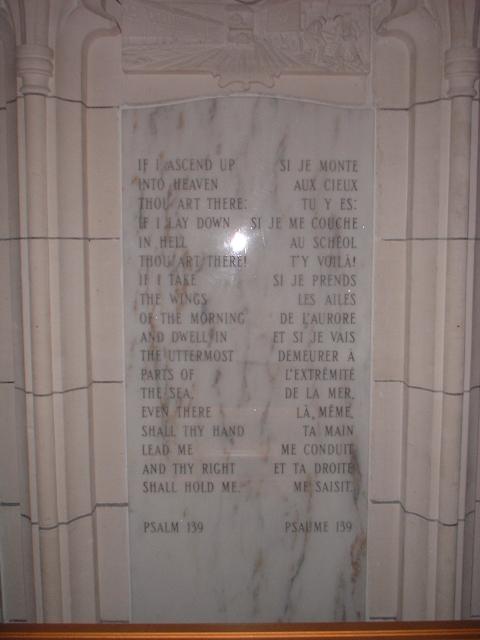 IF I ASCEND UP
INTO HEAVEN
THOU ART THERE:
IF I LAY DOWN
IN HELL
THOU ART THERE!
IF I TAKE
THE WINGS
OF THE MORNING
AND DWELL IN
THE UTTERMOST
PARTS OF
THE SEA,
EVEN THERE
SHALL THY HAND
LEAD ME
AND THY RIGHT
SHALL HOLD ME.
PSALM 139
SI JE MONTE
AUX CIEUX
TU Y ES:
SI JE ME COUCHE
AU SCHÉOL
T'Y VOILÀ!
SI JE PRENDS
LES AILES
DE L'AURORE
ET SI JE VAIS
DEMEURER À
L'EXTRÉMITÉ
DE LA MER,
LÀ, MÊME,
TA MAIN
ME CONDUIT
ET TA DROITE
ME SAISIT.
PSAUME 139